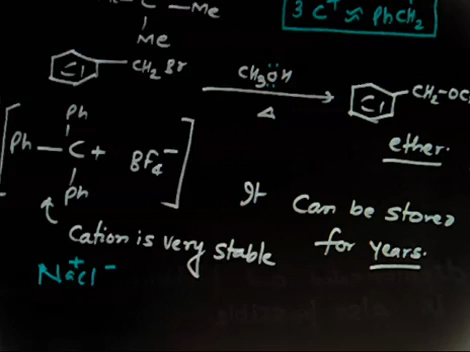 C — Me
Me
3 C⁺ ≈ PhCH₂
CH₂Br
CH₃ÖH
Δ
CH₂-OC
ether.
Ph
Ph — C+ BF₄⁻
Ph
It can be stored
Cation is very stable for years.
Na⁺Cl⁻